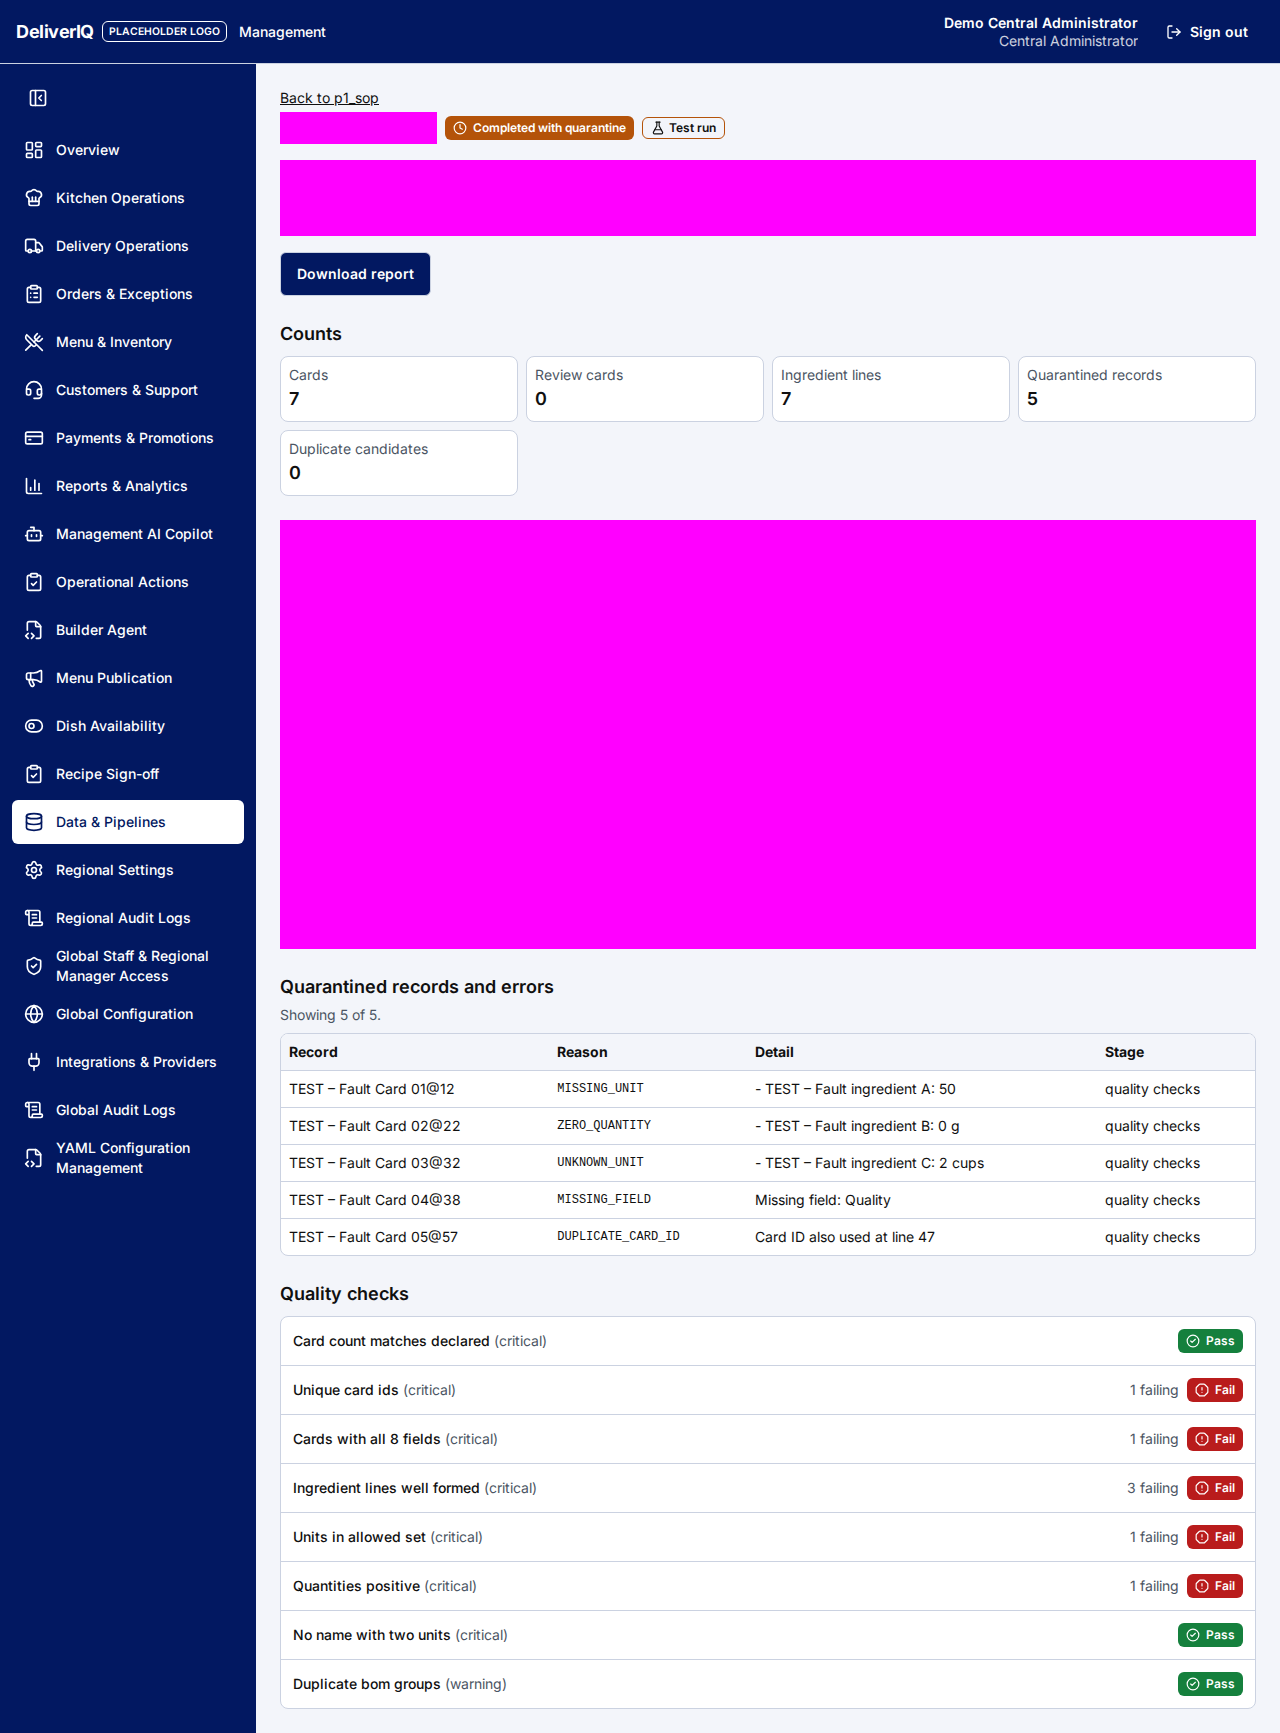 DeliverIQ PLACEHOLDER LOGO Management
Demo Central Administrator
Central Administrator
Sign out
Overview
Kitchen Operations
Delivery Operations
Orders & Exceptions
Menu & Inventory
Customers & Support
Payments & Promotions
Reports & Analytics
Management AI Copilot
Operational Actions
Builder Agent
Menu Publication
Dish Availability
Recipe Sign-off
Data & Pipelines
Regional Settings
Regional Audit Logs
Global Staff & Regional
Manager Access
Global Configuration
Integrations & Providers
Global Audit Logs
YAML Configuration
Management
Back to p1_sop
Completed with quarantine Test run
Download report
Counts
Cards
7
Review cards
0
Ingredient lines
7
Quarantined records
5
Duplicate candidates
0
Quarantined records and errors
Showing 5 of 5.
Record Reason Detail Stage
TEST – Fault Card 01@12 MISSING_UNIT - TEST – Fault ingredient A: 50 quality checks
TEST – Fault Card 02@22 ZERO_QUANTITY - TEST – Fault ingredient B: 0 g quality checks
TEST – Fault Card 03@32 UNKNOWN_UNIT - TEST – Fault ingredient C: 2 cups quality checks
TEST – Fault Card 04@38 MISSING_FIELD Missing field: Quality quality checks
TEST – Fault Card 05@57 DUPLICATE_CARD_ID Card ID also used at line 47 quality checks
Quality checks
Card count matches declared (critical) Pass
Unique card ids (critical) 1 failing Fail
Cards with all 8 fields (critical) 1 failing Fail
Ingredient lines well formed (critical) 3 failing Fail
Units in allowed set (critical) 1 failing Fail
Quantities positive (critical) 1 failing Fail
No name with two units (critical) Pass
Duplicate bom groups (warning) Pass